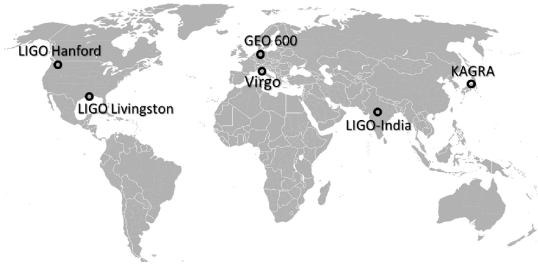 GEO 600
LIGO Hanford
KAGRA
Virgo
LIGO Livingston
LIGO-India